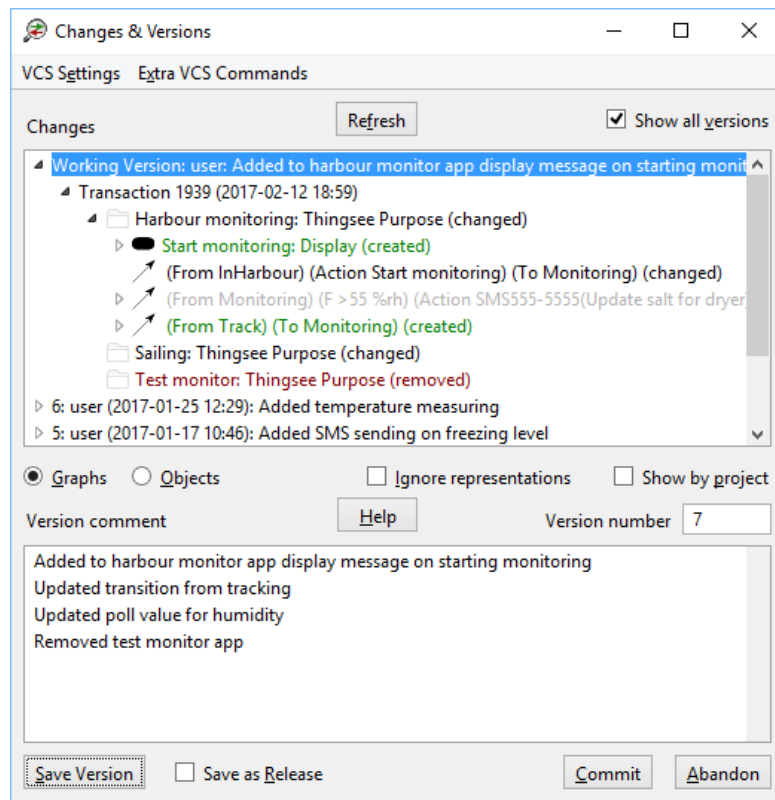 Changes & Versions
VCS Settings Extra VCS Commands
Changes Refresh Show all versions
Working Version: user: Added to harbour monitor app display message on starting monit
Transaction 1939 (2017-02-12 18:59)
Harbour monitoring: Thingsee Purpose (changed)
Start monitoring: Display (created)
(From InHarbour) (Action Start monitoring) (To Monitoring) (changed)
(From Monitoring) (F >55 %rh) (Action SMS555-5555(Update salt for dryer)
(From Track) (To Monitoring) (created)
Sailing: Thingsee Purpose (changed)
Test monitor: Thingsee Purpose (removed)
6: user (2017-01-25 12:29): Added temperature measuring
5: user (2017-01-17 10:46): Added SMS sending on freezing level
Graphs Objects Ignore representations Show by project
Version comment Help Version number 7
Added to harbour monitor app display message on starting monitoring
Updated transition from tracking
Updated poll value for humidity
Removed test monitor app
Save Version Save as Release Commit Abandon